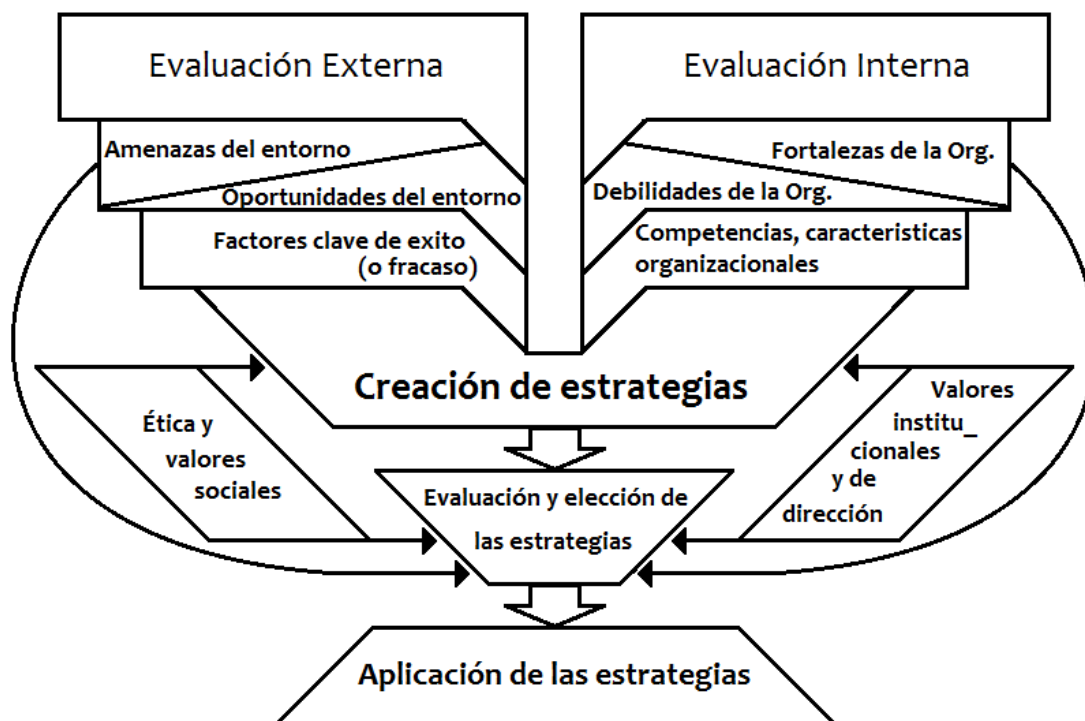 Evaluación Externa
Evaluación Interna
Amenazas del entorno
Oportunidades del entorno
Fortalezas de la Org.
Debilidades de la Org.
Factores clave de exito
(o fracaso)
Competencias, caracteristicas
organizacionales
Creación de estrategias
Ética y
valores
sociales
Valores
institu_
cionales
y de
dirección
Evaluación y elección de
las estrategias
Aplicación de las estrategias